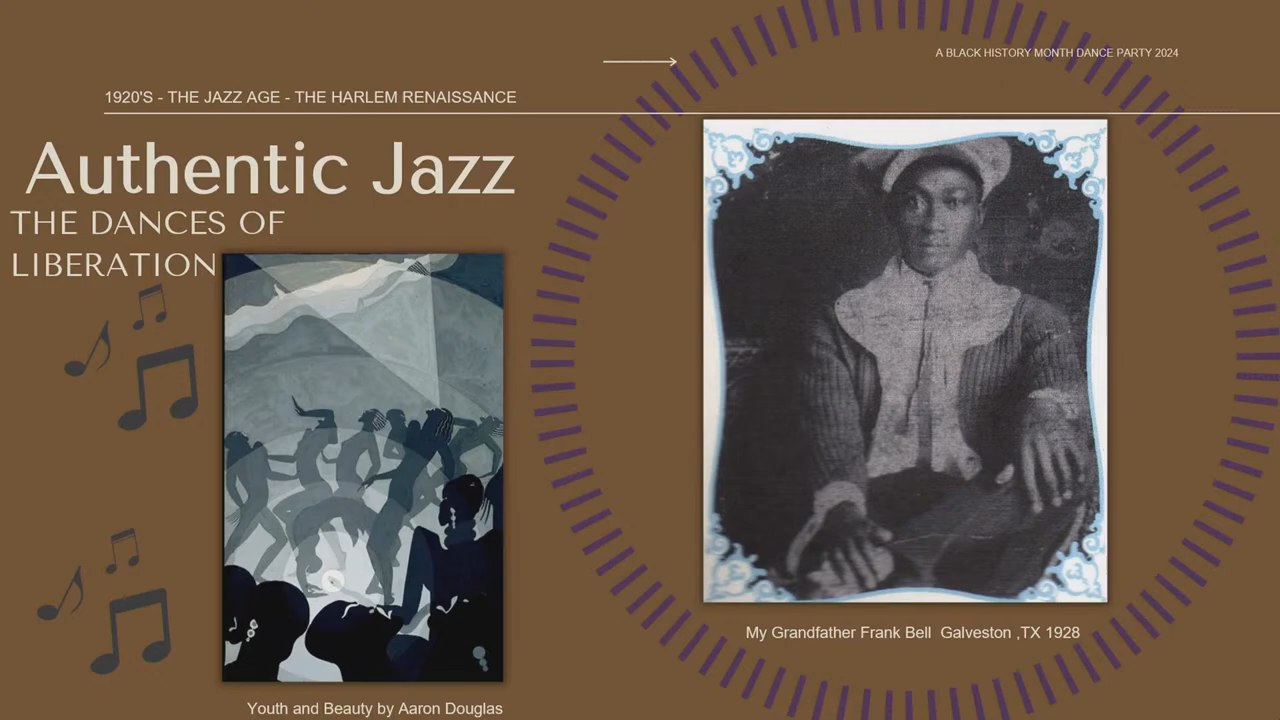 A BLACK HISTORY MONTH DANCE PARTY 2024
1920'S - THE JAZZ AGE - THE HARLEM RENAISSANCE
Authentic Jazz
THE DANCES OF
LIBERATION
My Grandfather Frank Bell  Galveston ,TX 1928
Youth and Beauty by Aaron Douglas